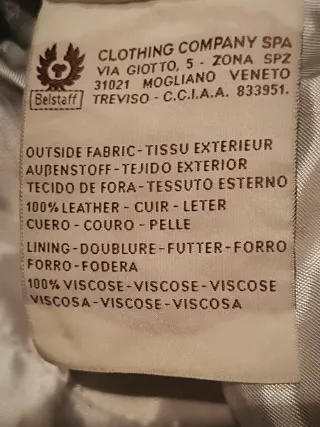 CLOTHING COMPANY SPA
VIA GIOTTO, 5 - ZONA SPZ
31021 MOGLIANO VENETO
TREVISO - C.C.I.A.A. 833951.
Belstaff
OUTSIDE FABRIC-TISSU EXTERIEUR
AUßENSTOFF-TEJIDO EXTERIOR
TECIDO DE FORA-TESSUTO ESTERNO
100% LEATHER - CUIR - LETER
CUERO - COURO - PELLE
LINING-DOUBLURE-FUTTER-FORRO
FORRO-FODERA
100% VISCOSE-VISCOSE-VISCOSE
VISCOSA-VISCOSE-VISCOSA